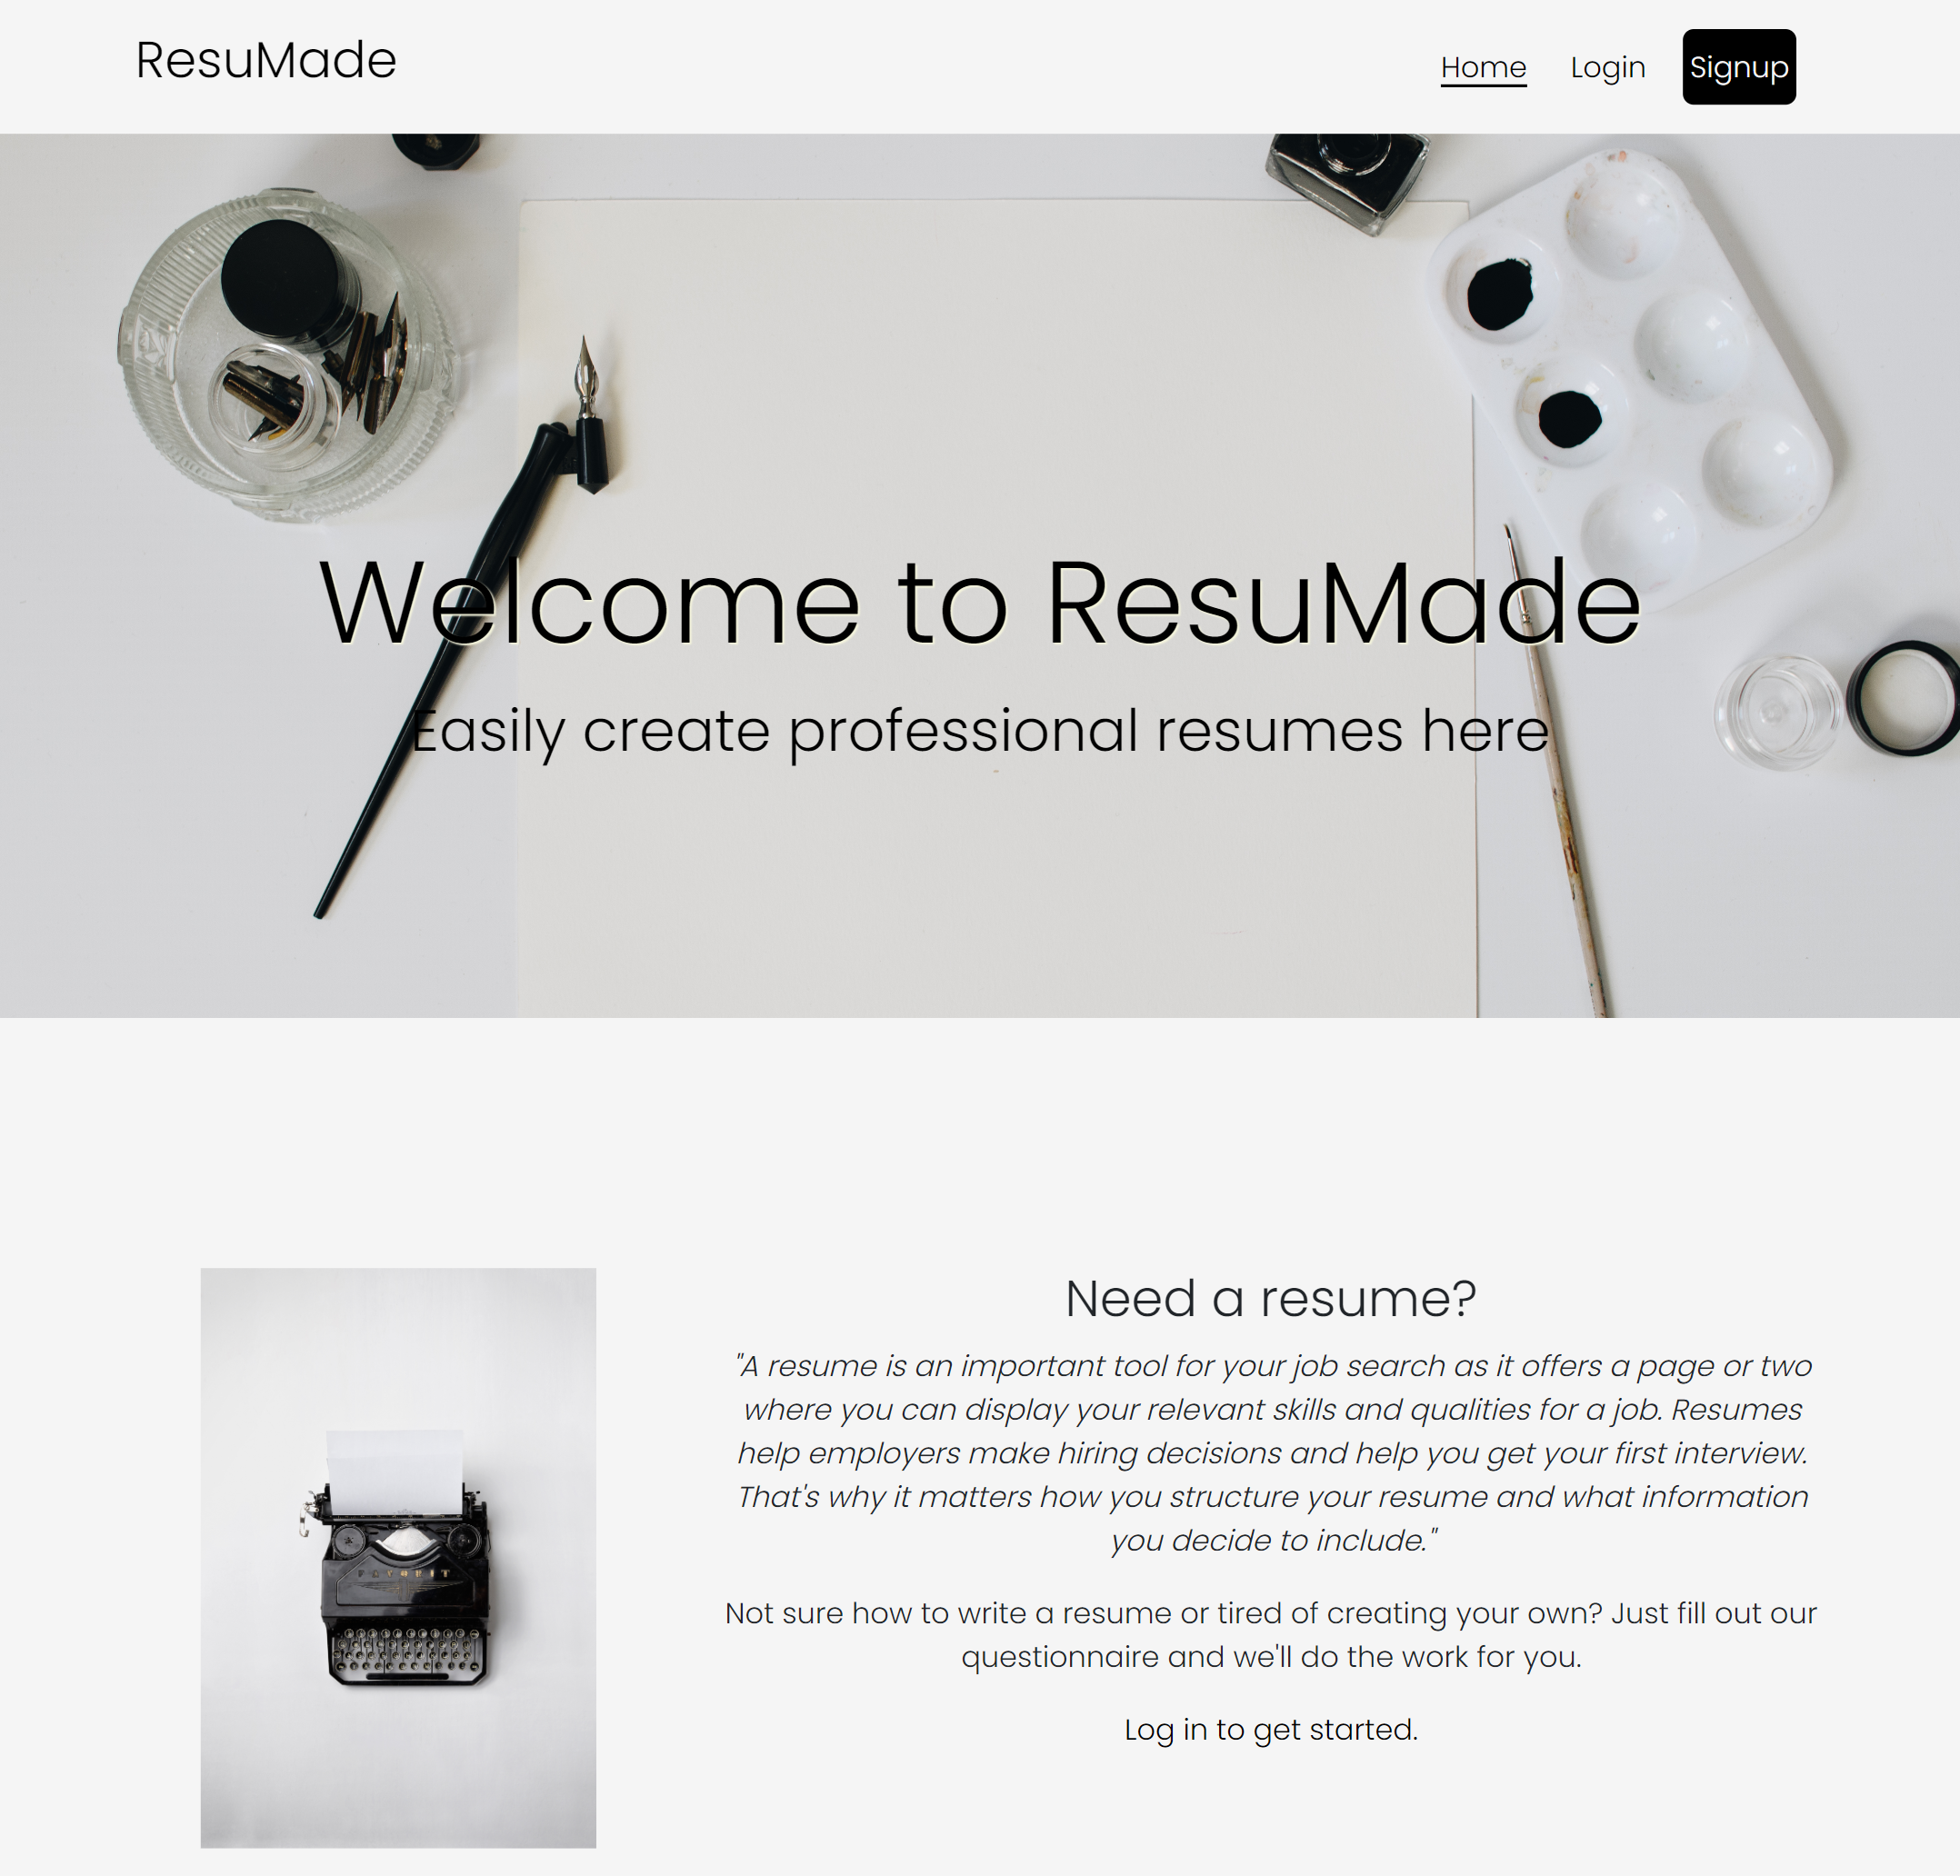 ResuMade
Home Login Signup
Welcome to ResuMade
Easily create professional resumes here
Need a resume?
"A resume is an important tool for your job search as it offers a page or two
where you can display your relevant skills and qualities for a job. Resumes
help employers make hiring decisions and help you get your first interview.
That's why it matters how you structure your resume and what information
you decide to include."
Not sure how to write a resume or tired of creating your own? Just fill out our
questionnaire and we'll do the work for you.
Log in to get started.